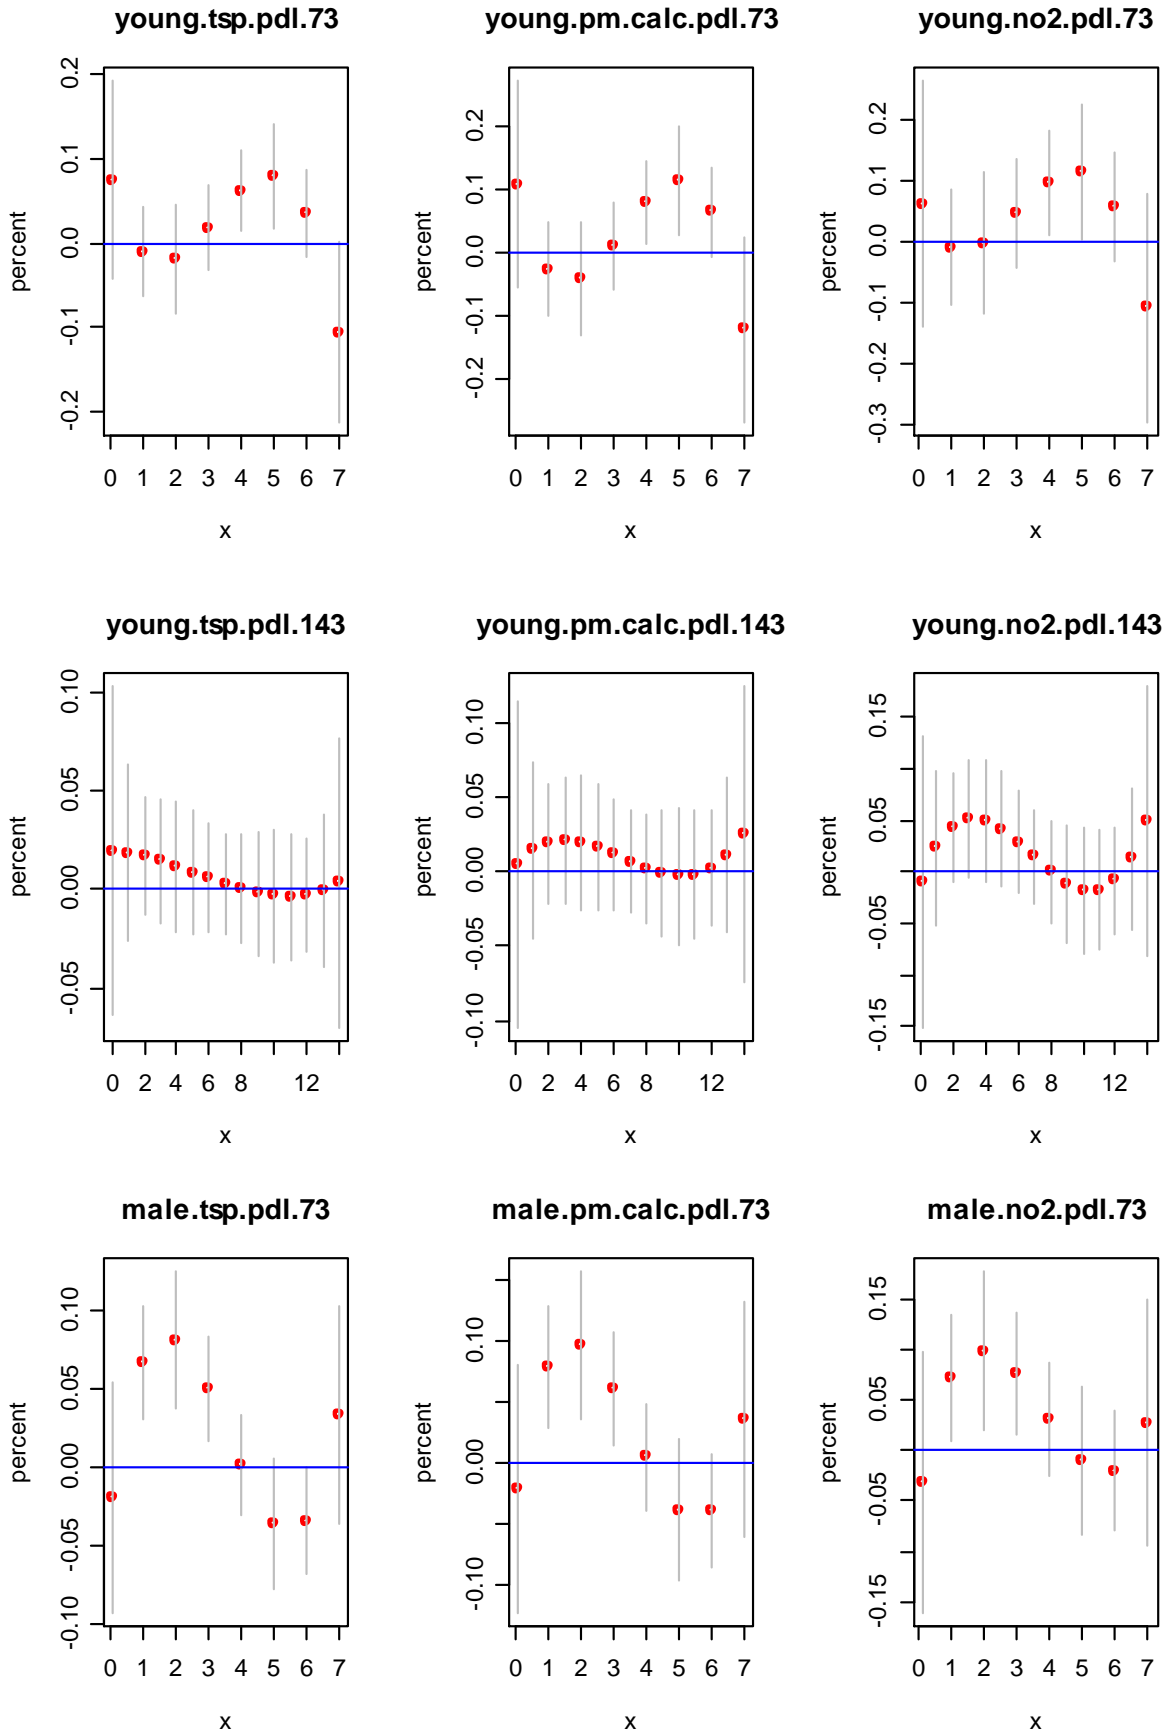 young.tsp.pdl.73
young.pm.calc.pdl.73
young.no2.pdl.73
percent
-0.2 -0.1 0.0 0.1 0.2
0 1 2 3 4 5 6 7
x
percent
-0.2 -0.1 0.0 0.1 0.2
0 1 2 3 4 5 6 7
x
percent
-0.3 -0.2 -0.1 0.0 0.1 0.2
0 1 2 3 4 5 6 7
x
young.tsp.pdl.143
young.pm.calc.pdl.143
young.no2.pdl.143
percent
-0.05 0.00 0.05 0.10
0 2 4 6 8 12
x
percent
-0.10 -0.05 0.00 0.05 0.10
0 2 4 6 8 12
x
percent
-0.15 -0.05 0.05 0.15
0 2 4 6 8 12
x
male.tsp.pdl.73
male.pm.calc.pdl.73
male.no2.pdl.73
percent
-0.10 -0.05 0.00 0.05 0.10
0 1 2 3 4 5 6 7
x
percent
-0.10 0.00 0.10
0 1 2 3 4 5 6 7
x
percent
-0.15 -0.05 0.05 0.15
0 1 2 3 4 5 6 7
x